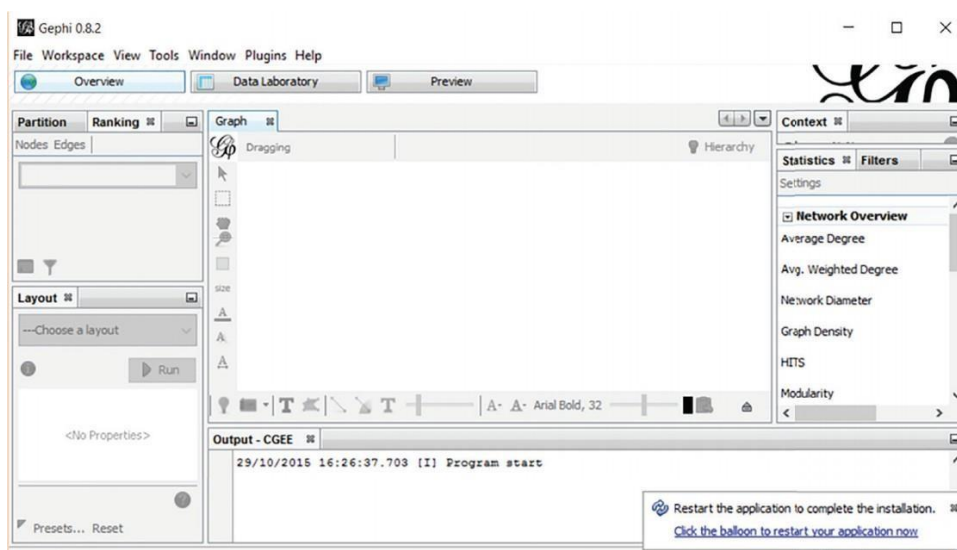 Gephi 0.8.2
File Workspace View Tools Window Plugins Help
Overview Data Laboratory Preview
Partition Ranking
Nodes Edges
Graph
Dragging Hierarchy
size
A
A
A
Layout
---Choose a layout
Run
<No Properties>
Presets... Reset
T T A- A- Arial Bold, 32
Context
Statistics Filters
Settings
Network Overview
Average Degree
Avg. Weighted Degree
Network Diameter
Graph Density
HITS
Modularity
Output - CGEE
29/10/2015 16:26:37.703 [I] Program start
Restart the application to complete the installation.
Click the balloon to restart your application now